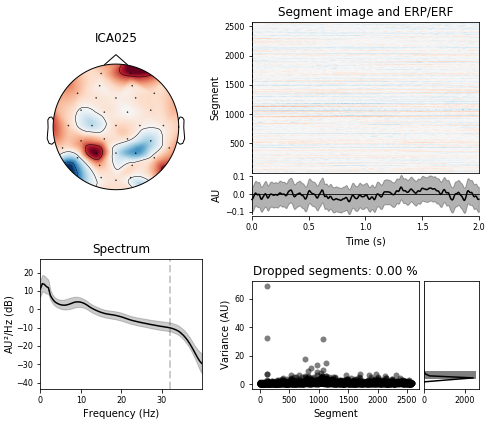 ICA025
Segment image and ERP/ERF
Segment
2500
2000
1500
1000
500
AU
0.1
0.0
−0.1
0.0 0.5 1.0 1.5 2.0
Time (s)
Spectrum
AU²/Hz (dB)
20
10
0
−10
−20
−30
−40
0 10 20 30
Frequency (Hz)
Dropped segments: 0.00 %
Variance (AU)
60
40
20
0
0 500 1000 1500 2000 2500
Segment
0 2000